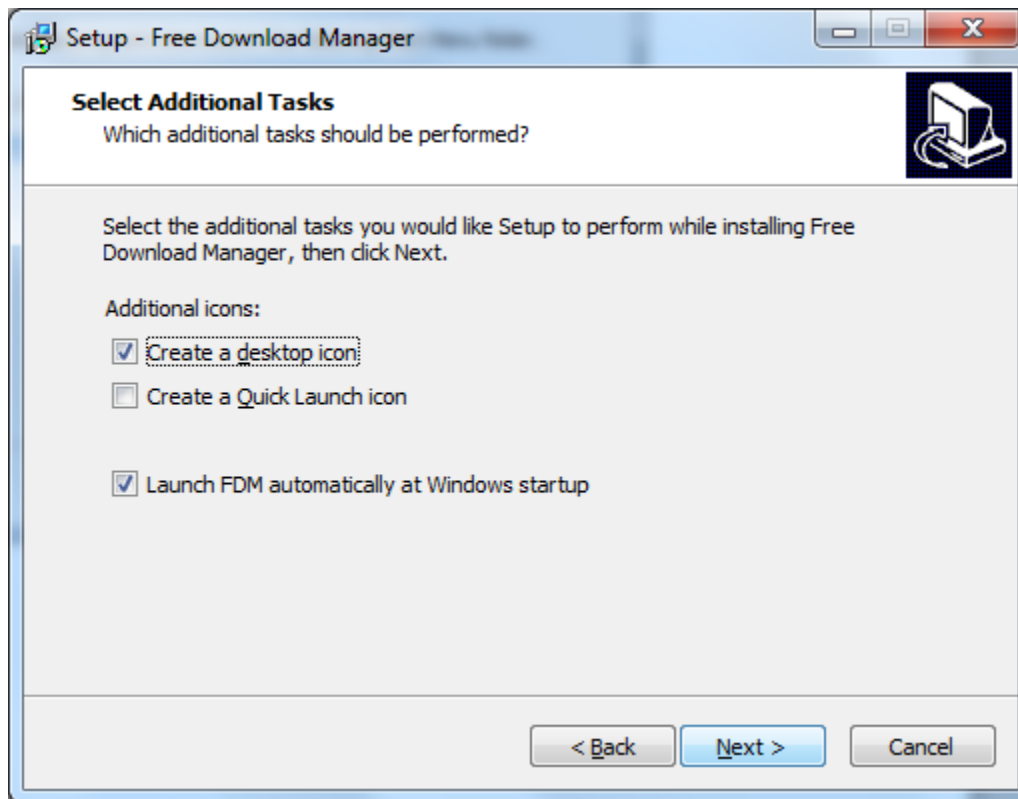 Setup - Free Download Manager
Select Additional Tasks
Which additional tasks should be performed?
Select the additional tasks you would like Setup to perform while installing Free
Download Manager, then click Next.
Additional icons:
Create a desktop icon
Create a Quick Launch icon
Launch FDM automatically at Windows startup
< Back Next > Cancel